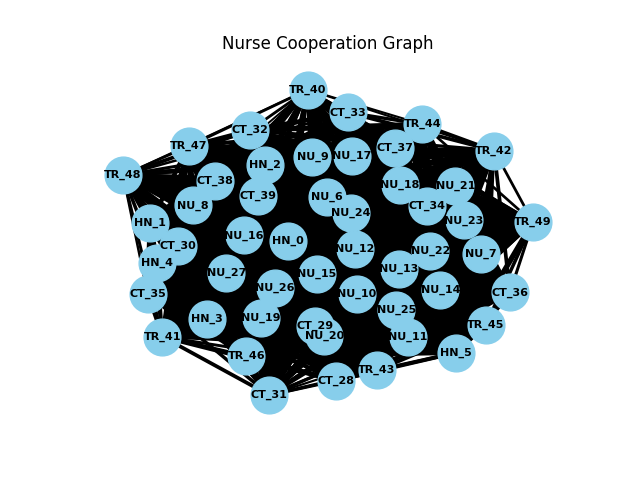 Nurse Cooperation Graph
TR_40
CT_33
TR_44
CT_32
TR_47
CT_37
TR_42
NU_9
NU_17
HN_2
TR_48
CT_38
NU_18
NU_21
CT_39
NU_6
NU_8
CT_34
NU_24
HN_1
NU_23
TR_49
NU_16
HN_0
CT_30
NU_12
NU_22
NU_7
HN_4
NU_27
NU_15
NU_13
NU_26
CT_35
NU_10
NU_14
CT_36
NU_25
HN_3
NU_19
CT_29
TR_45
TR_41
NU_20
NU_11
TR_46
HN_5
TR_43
CT_28
CT_31